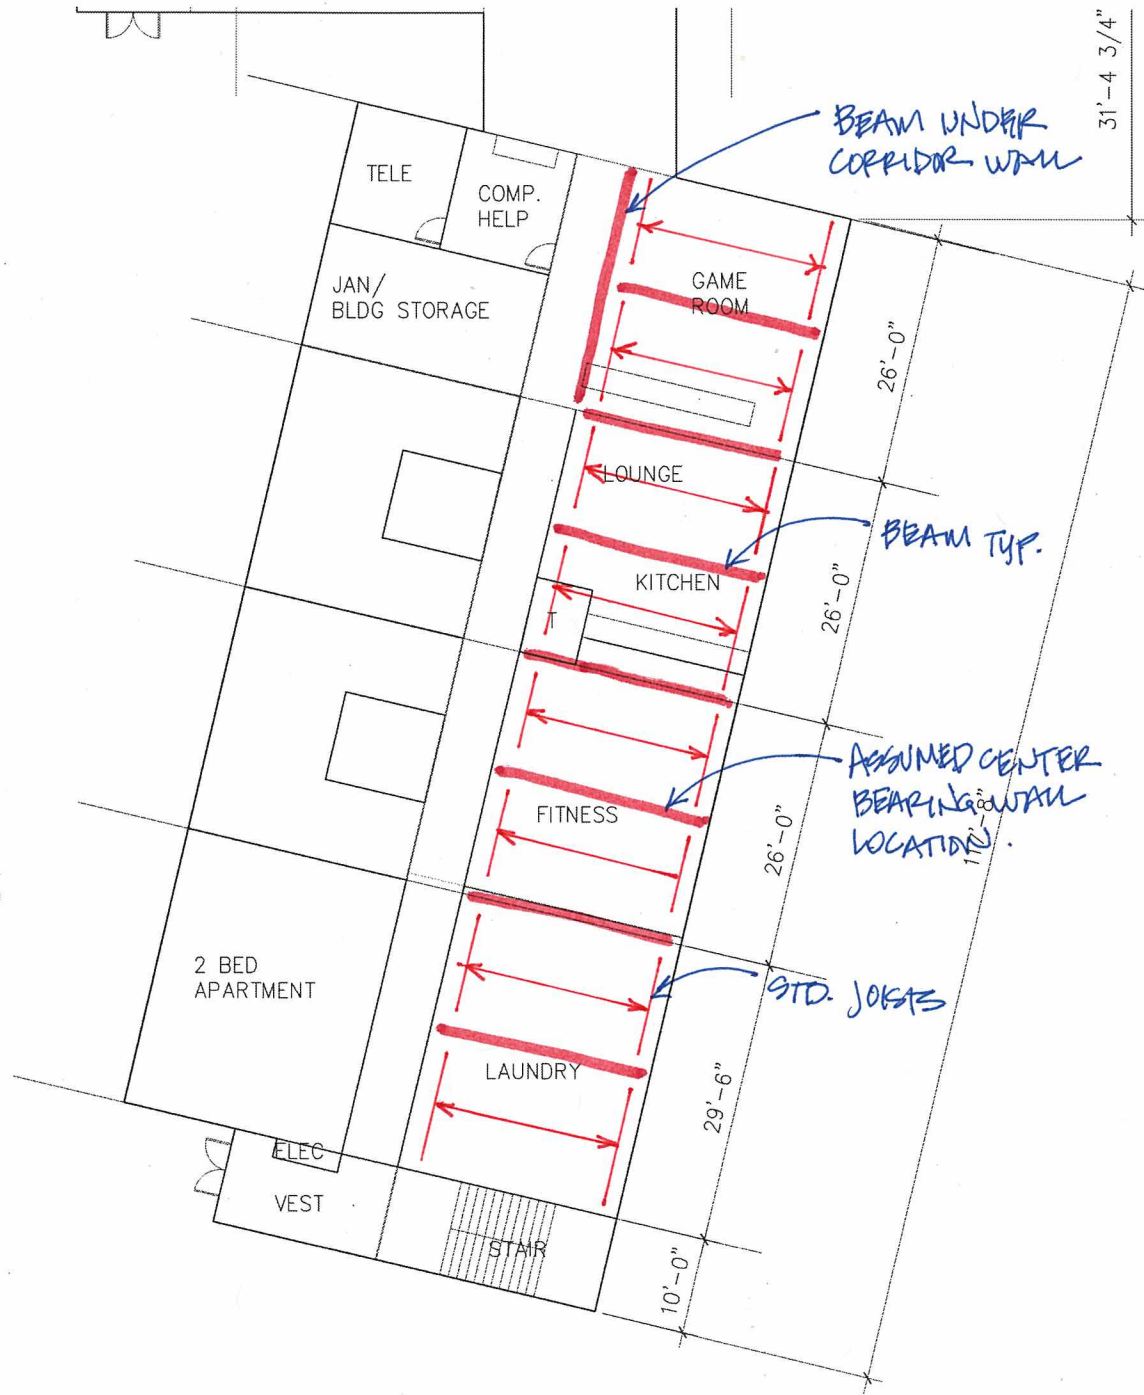 31'-4 3/4"
BEAM UNDER
CORRIDOR WALL
TELE
COMP.
HELP
JAN/
BLDG STORAGE
GAME
ROOM
26'-0"
LOUNGE
BEAM TYP.
KITCHEN
26'-0"
T
ASSUMED CENTER
BEARING WALL
LOCATION.
FITNESS
26'-0"
2 BED
APARTMENT
STD. JOISTS
LAUNDRY
29'-6"
ELEC
VEST
STAIR
10'-0"